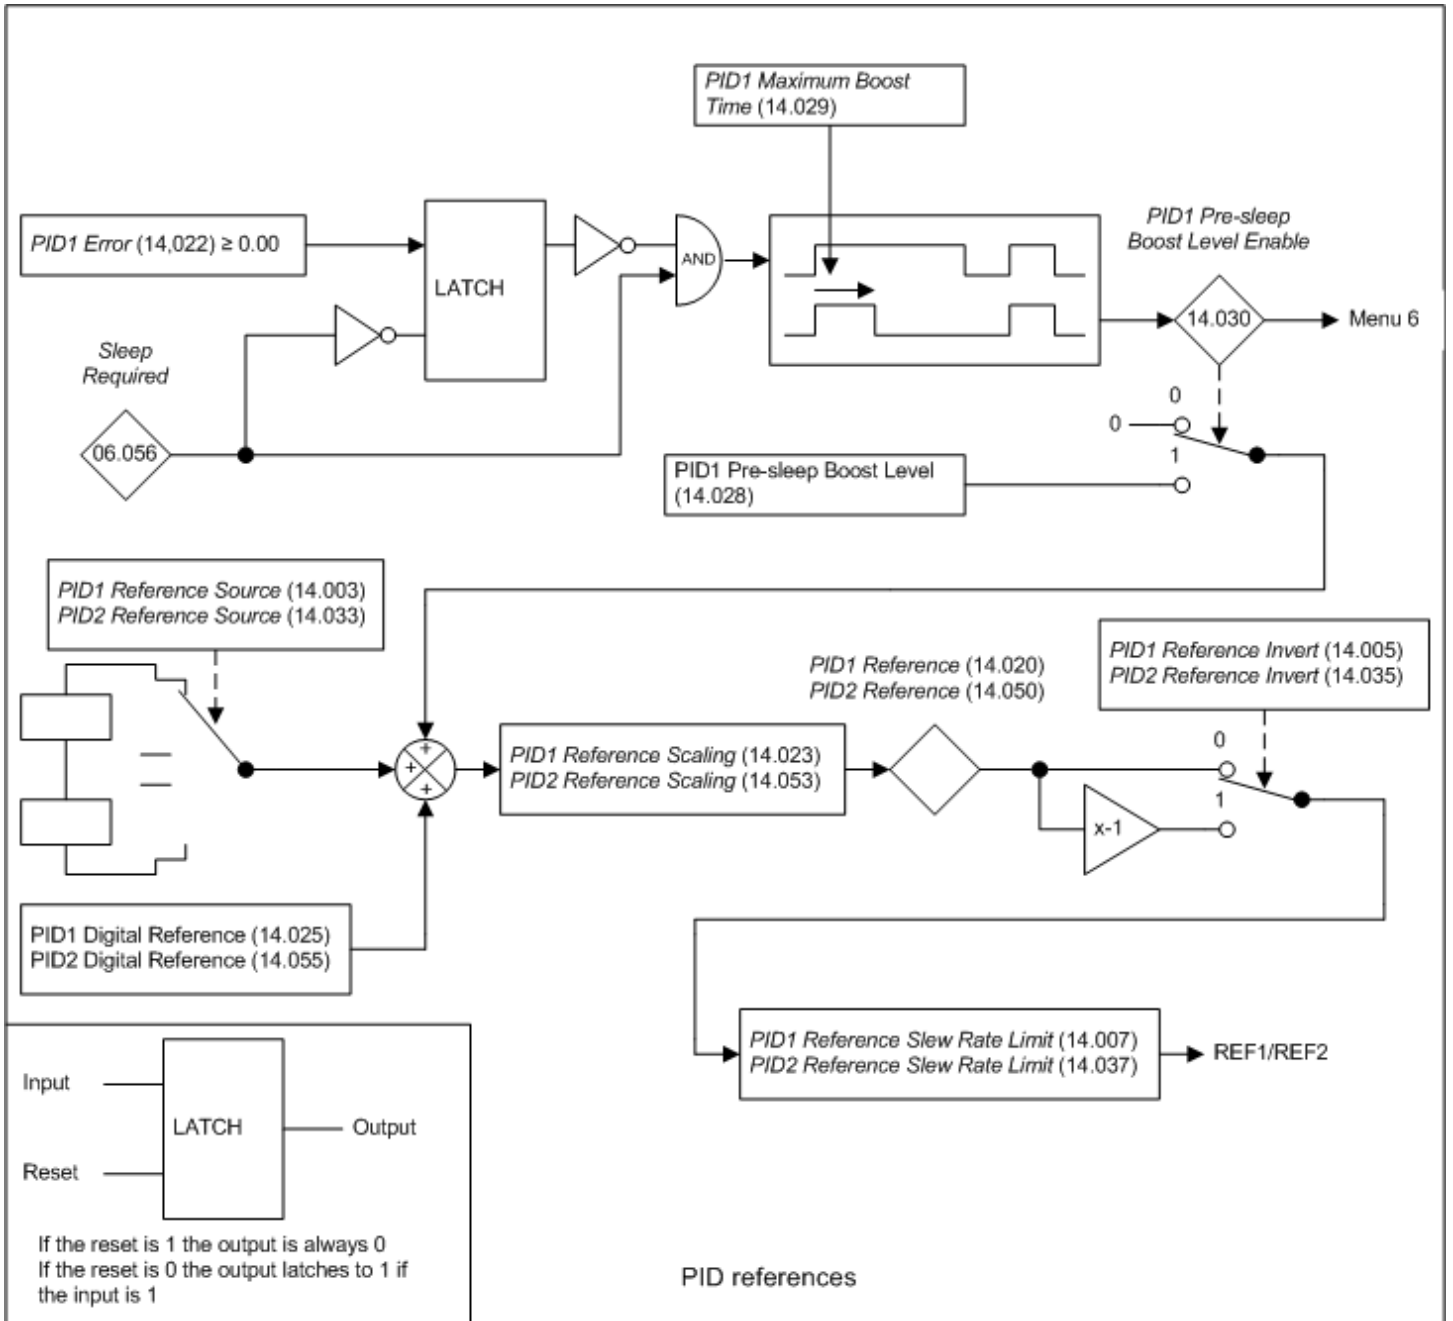 PID1 Maximum Boost
Time (14.029)
PID1 Error (14,022) ≥ 0.00
LATCH
AND
PID1 Pre-sleep
Boost Level Enable
14.030
Menu 6
Sleep
Required
06.056
0
0
1
PID1 Pre-sleep Boost Level
(14.028)
PID1 Reference Source (14.003)
PID2 Reference Source (14.033)
PID1 Reference (14.020)
PID2 Reference (14.050)
PID1 Reference Invert (14.005)
PID2 Reference Invert (14.035)
+
+
+
PID1 Reference Scaling (14.023)
PID2 Reference Scaling (14.053)
0
1
x-1
PID1 Digital Reference (14.025)
PID2 Digital Reference (14.055)
PID1 Reference Slew Rate Limit (14.007)
PID2 Reference Slew Rate Limit (14.037)
REF1/REF2
Input
LATCH
Output
Reset
If the reset is 1 the output is always 0
If the reset is 0 the output latches to 1 if
the input is 1
PID references